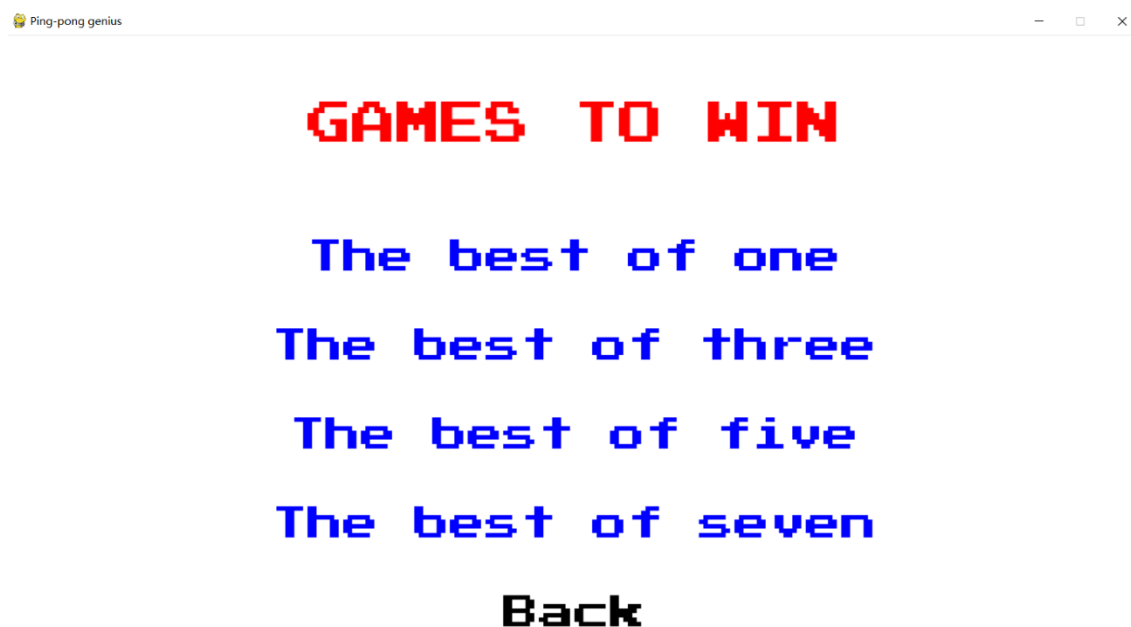 Ping-pong genius
GAMES TO WIN
The best of one
The best of three
The best of five
The best of seven
Back